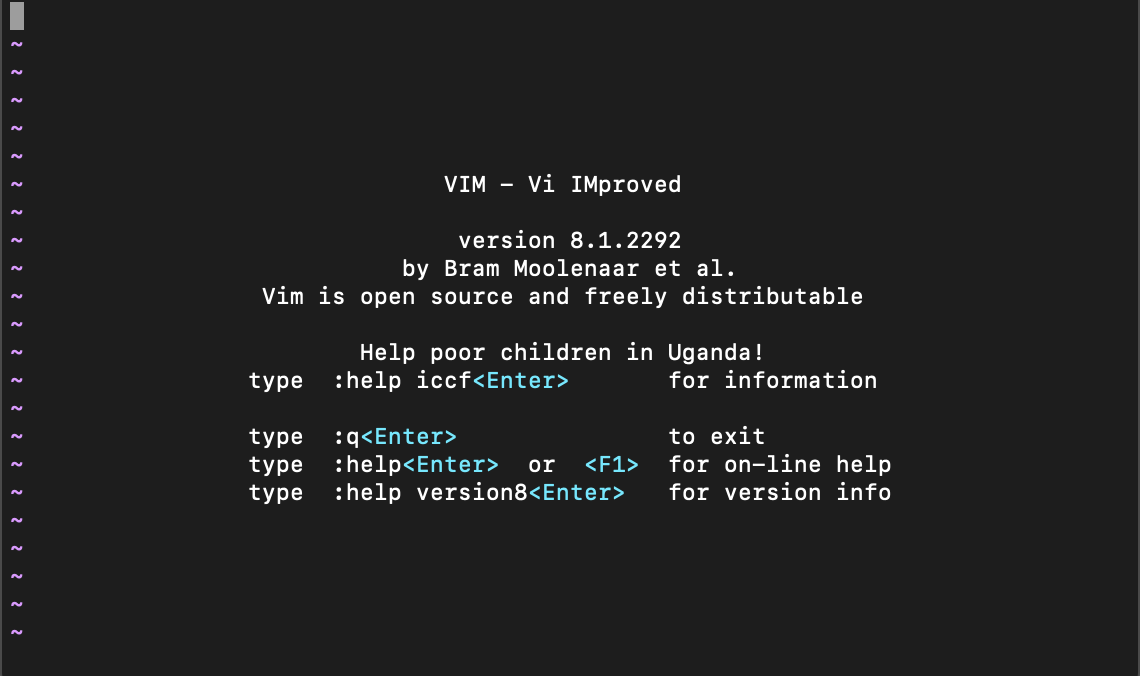 ~
~
~
~
~
~ VIM - Vi IMproved
~
~ version 8.1.2292
~ by Bram Moolenaar et al.
~ Vim is open source and freely distributable
~
~ Help poor children in Uganda!
~ type :help iccf<Enter> for information
~
~ type :q<Enter> to exit
~ type :help<Enter> or <F1> for on-line help
~ type :help version8<Enter> for version info
~
~
~
~
~